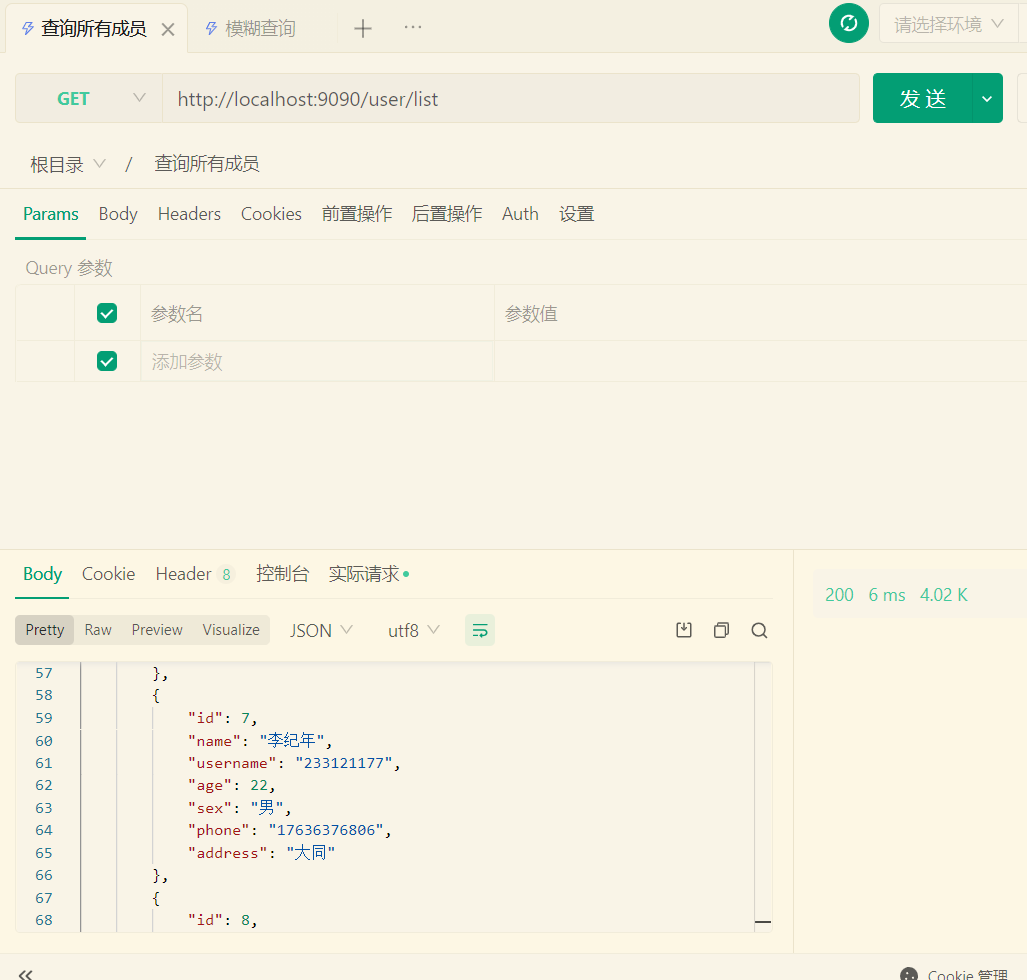 查询所有成员 模糊查询 请选择环境
GET http://localhost:9090/user/list 发送
根目录 / 查询所有成员
Params Body Headers Cookies 前置操作 后置操作 Auth 设置
Query 参数
参数名 参数值
添加参数
Body Cookie Header 8 控制台 实际请求
200 6 ms 4.02 K
Pretty Raw Preview Visualize JSON utf8
57 },
58 {
59 "id": 7,
60 "name": "李纪年",
61 "username": "233121177",
62 "age": 22,
63 "sex": "男",
64 "phone": "17636376806",
65 "address": "大同"
66 },
67 {
68 "id": 8,
Cookie 管理